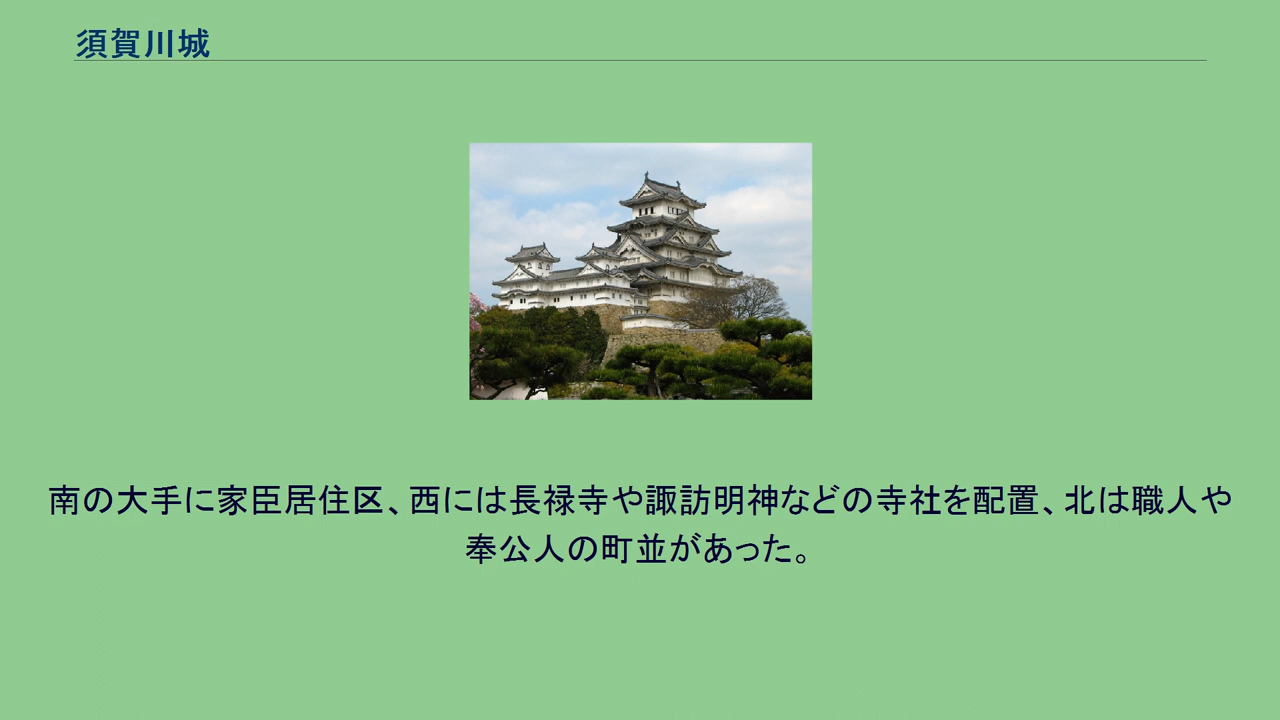 須賀川城
南の大手に家臣居住区、西には長禄寺や諏訪明神などの寺社を配置、北は職人や
奉公人の町並があった。